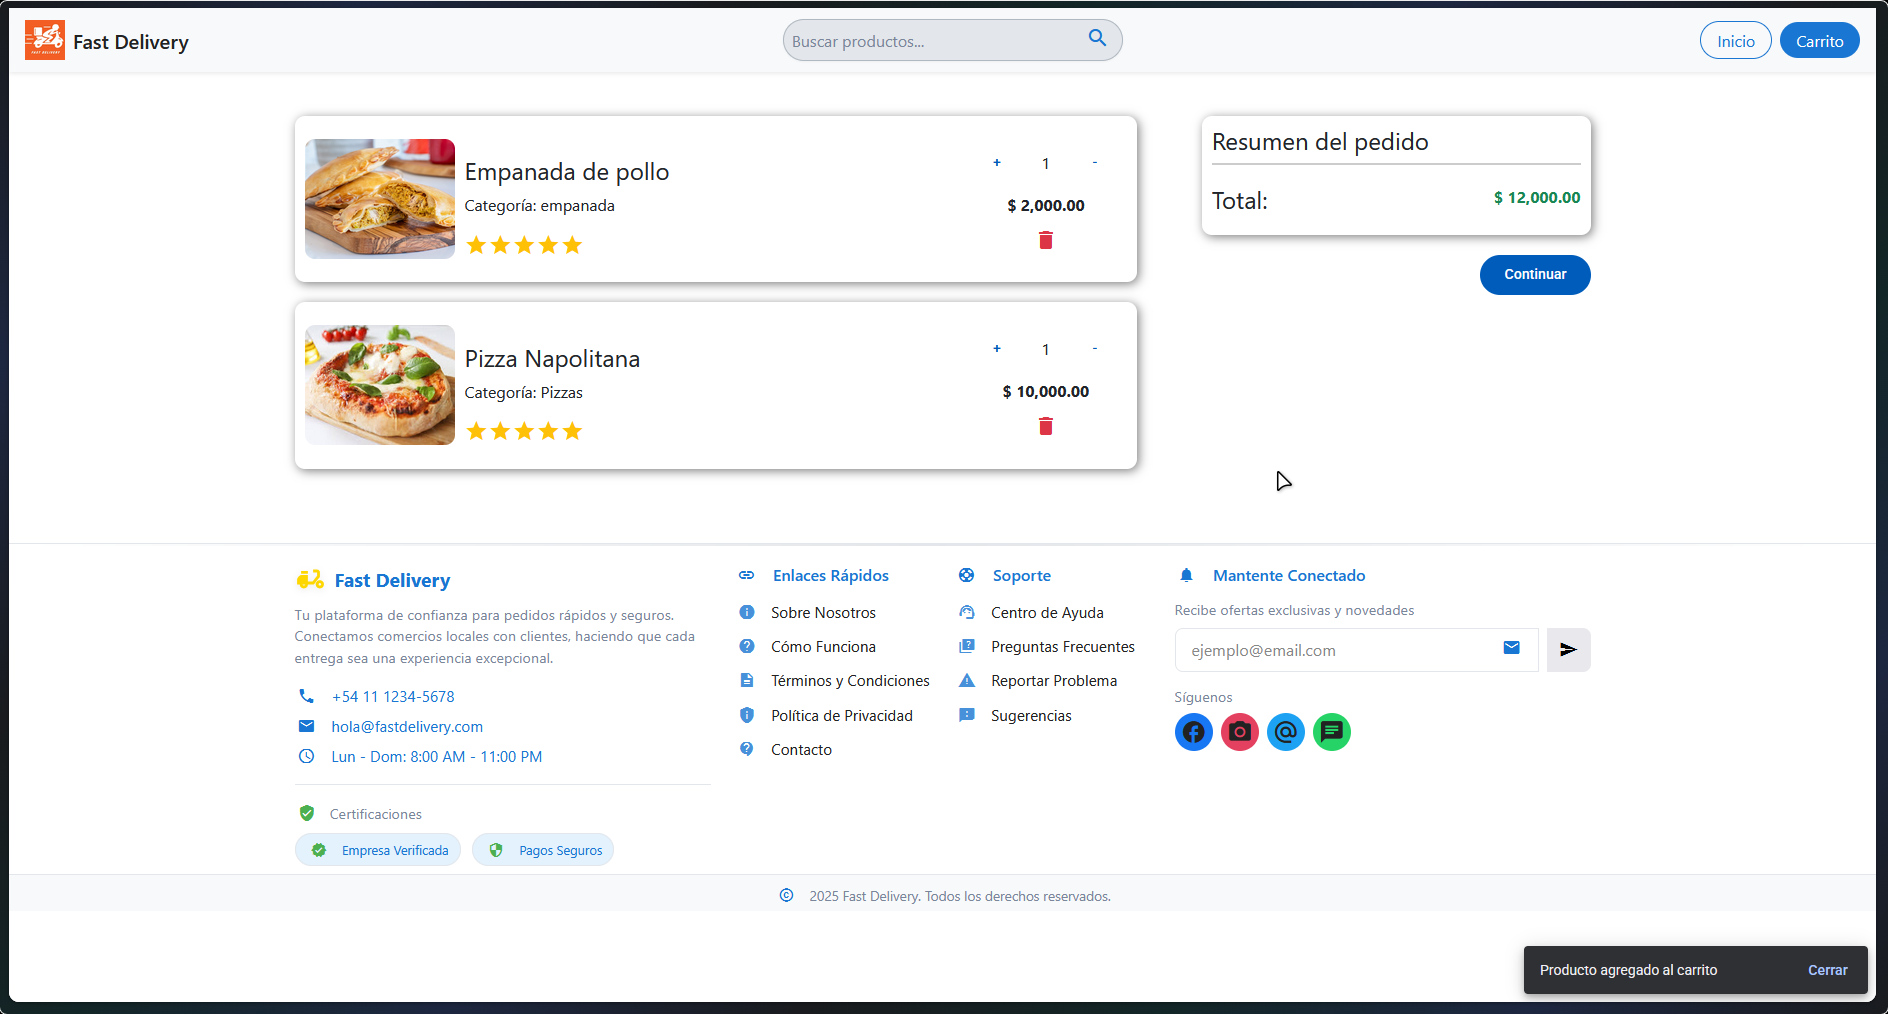 Fast Delivery
Buscar productos...
Inicio
Carrito
Empanada de pollo
Categoría: empanada
+ 1 -
$ 2,000.00
Pizza Napolitana
Categoría: Pizzas
+ 1 -
$ 10,000.00
Resumen del pedido
Total: $ 12,000.00
Continuar
Fast Delivery
Tu plataforma de confianza para pedidos rápidos y seguros.
Conectamos comercios locales con clientes, haciendo que cada
entrega sea una experiencia excepcional.
+54 11 1234-5678
hola@fastdelivery.com
Lun - Dom: 8:00 AM - 11:00 PM
Certificaciones
Empresa Verificada
Pagos Seguros
Enlaces Rápidos
Sobre Nosotros
Cómo Funciona
Términos y Condiciones
Política de Privacidad
Contacto
Soporte
Centro de Ayuda
Preguntas Frecuentes
Reportar Problema
Sugerencias
Mantente Conectado
Recibe ofertas exclusivas y novedades
ejemplo@email.com
Síguenos
© 2025 Fast Delivery. Todos los derechos reservados.
Producto agregado al carrito
Cerrar